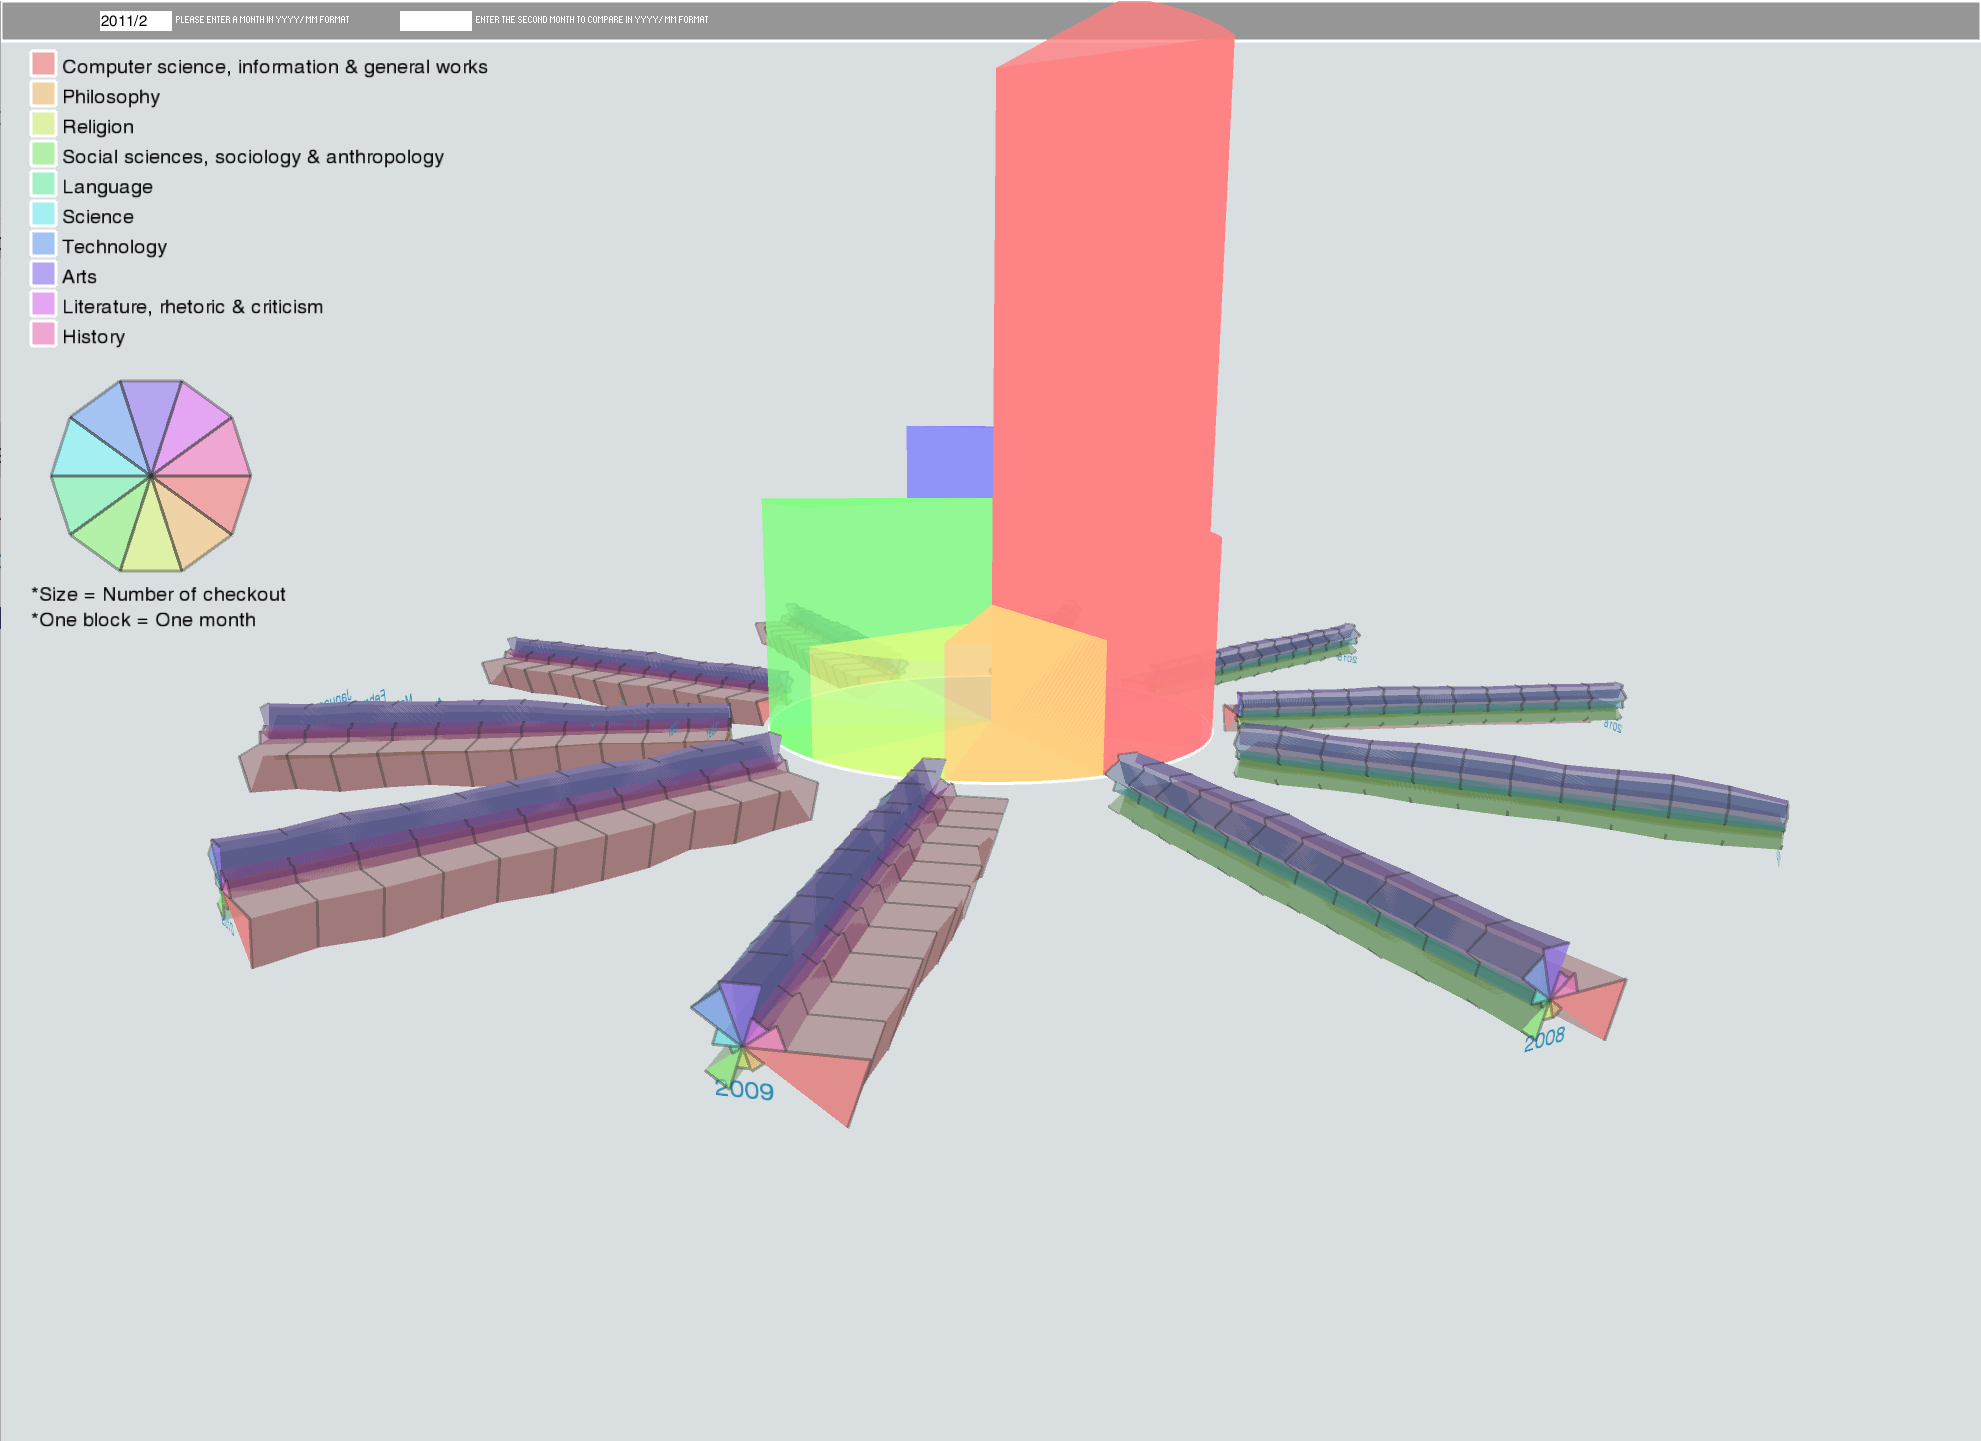 2011/2 PLEASE ENTER A MONTH IN YYYY/MM FORMAT ENTER THE SECOND MONTH TO COMPARE IN YYYY/MM FORMAT
Computer science, information & general works
Philosophy
Religion
Social sciences, sociology & anthropology
Language
Science
Technology
Arts
Literature, rhetoric & criticism
History
*Size = Number of checkout
*One block = One month
2008
2009